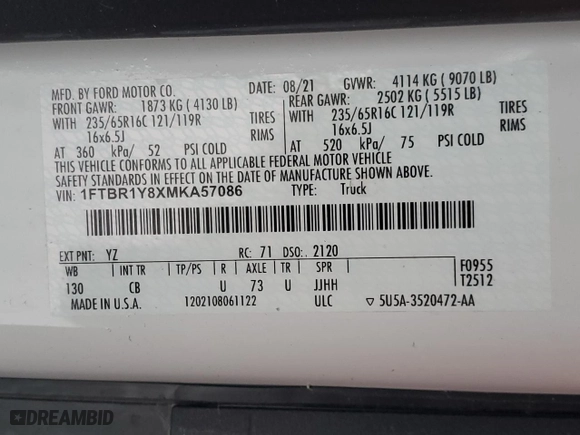 MFD. BY FORD MOTOR CO.
DATE: 08/21
GVWR: 4114 KG ( 9070 LB)
FRONT GAWR: 1873 KG ( 4130 LB)
REAR GAWR: 2502 KG ( 5515 LB)
WITH 235/65R16C 121/119R TIRES
WITH 235/65R16C 121/119R TIRES
16x6.5J RIMS
16x6.5J RIMS
AT 360 kPa/ 52 PSI COLD
AT 520 kPa/ 75 PSI COLD
THIS VEHICLE CONFORMS TO ALL APPLICABLE FEDERAL MOTOR VEHICLE
SAFETY STANDARDS IN EFFECT ON THE DATE OF MANUFACTURE SHOWN ABOVE.
VIN: 1FTBR1Y8XMKA57086
TYPE: Truck
EXT PNT: YZ
RC: 71 DSO: 2120
WB INT TR TP/PS R AXLE TR SPR
F0955
130 CB U 73 U JJHH
T2512
MADE IN U.S.A. 1202108061122 ULC ▽ 5U5A-3520472-AA
DREAMBID